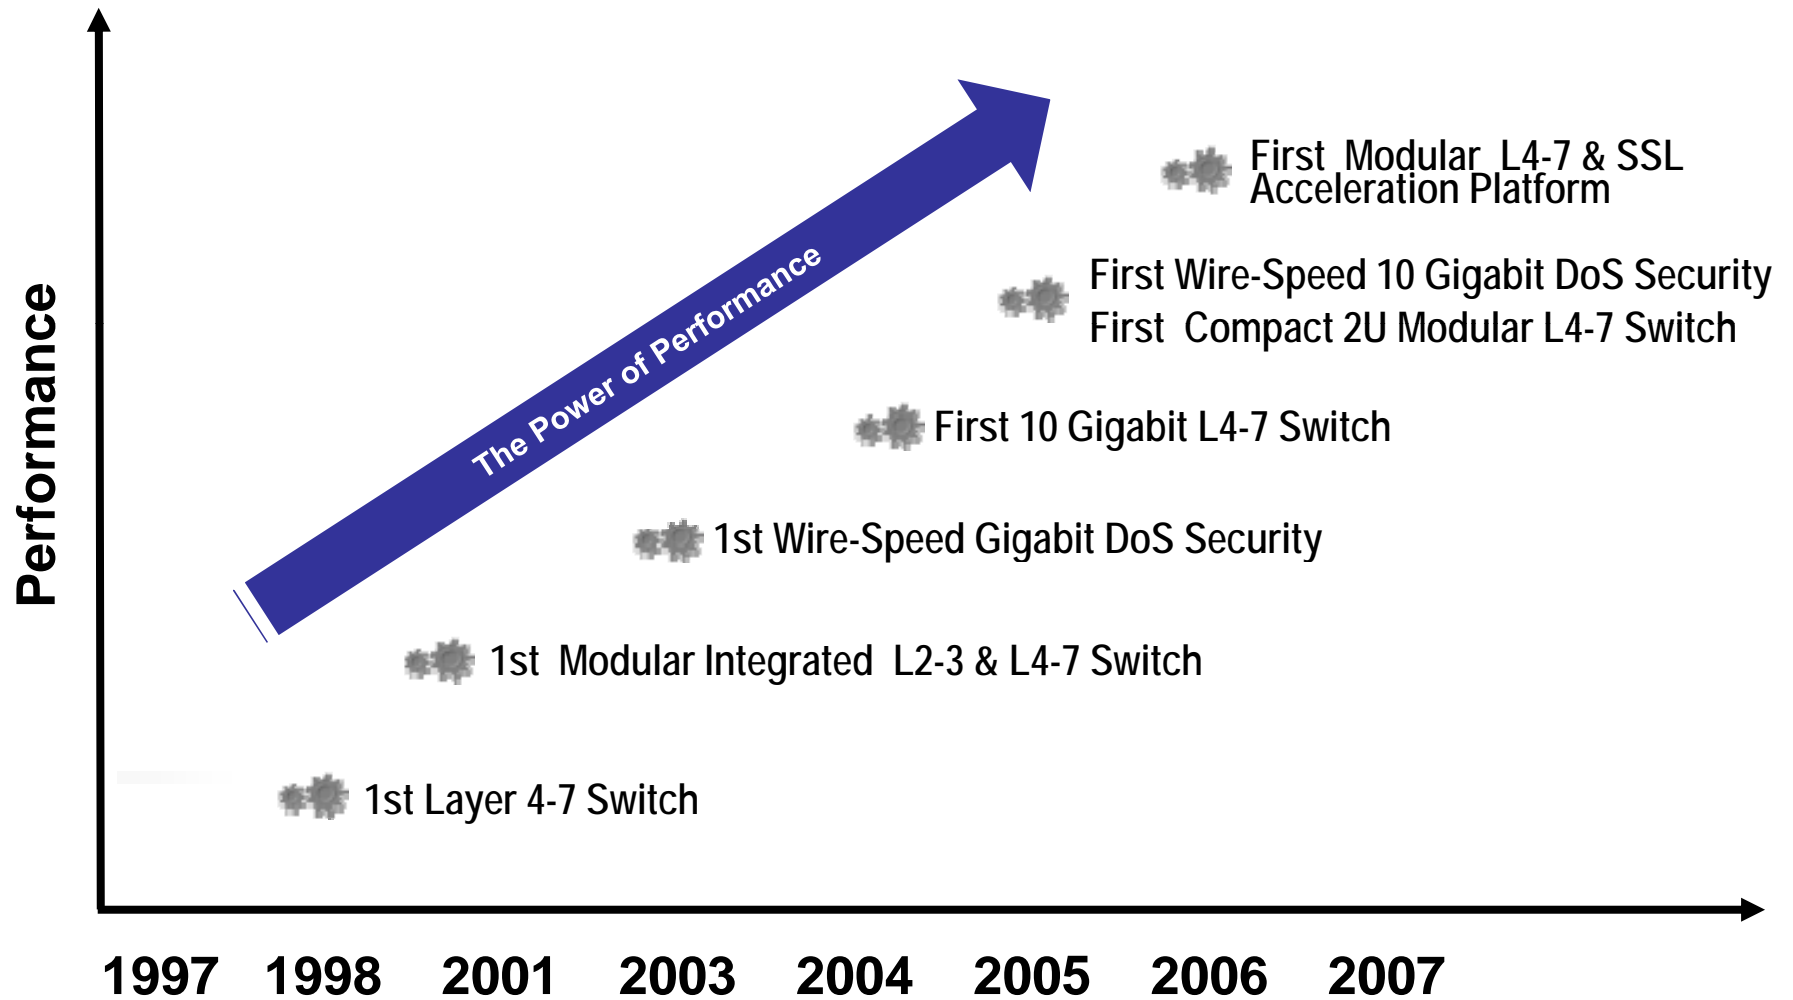 First Modular L4-7 & SSL
Acceleration Platform
First Wire-Speed 10 Gigabit DoS Security
First Compact 2U Modular L4-7 Switch
The Power of Performance
First 10 Gigabit L4-7 Switch
1st Wire-Speed Gigabit DoS Security
1st Modular Integrated L2-3 & L4-7 Switch
1st Layer 4-7 Switch
Performance
1997 1998 2001 2003 2004 2005 2006 2007